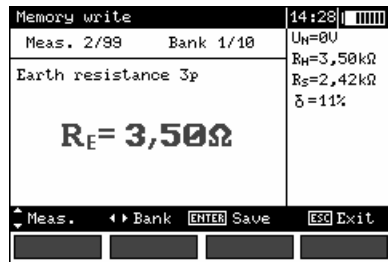 Memory write
14:28
Meas. 2/99 Bank 1/10
Earth resistance 3p
RE= 3,50Ω
UN=0V
RH=3,50kΩ
RS=2,42kΩ
δ=11%
Meas. Bank ENTER Save ESC Exit